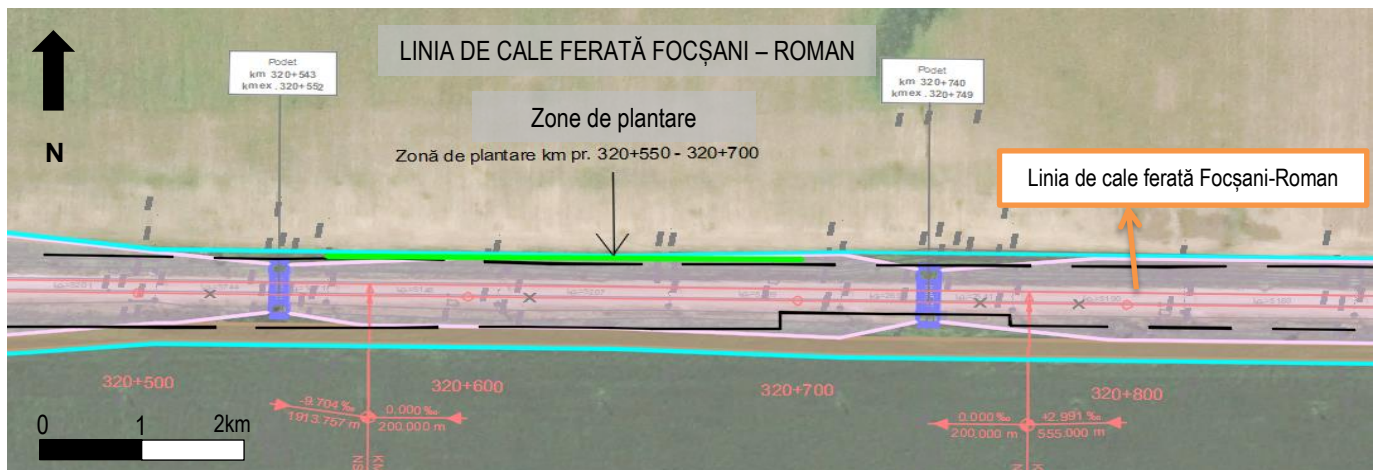 LINIA DE CALE FERATĂ FOCȘANI – ROMAN
Podet
km 320+543
kmex. 320+552
Podet
km 320+740
kmex. 320+749
N
Zone de plantare
Zonă de plantare km pr. 320+550 - 320+700
Linia de cale ferată Focșani-Roman
320+500
320+600
320+700
320+800
-9.704 ‰
0.000 ‰
1913.757 m
200.000 m
0.000 ‰
+2.991 ‰
200.000 m
555.000 m
0
1
2km